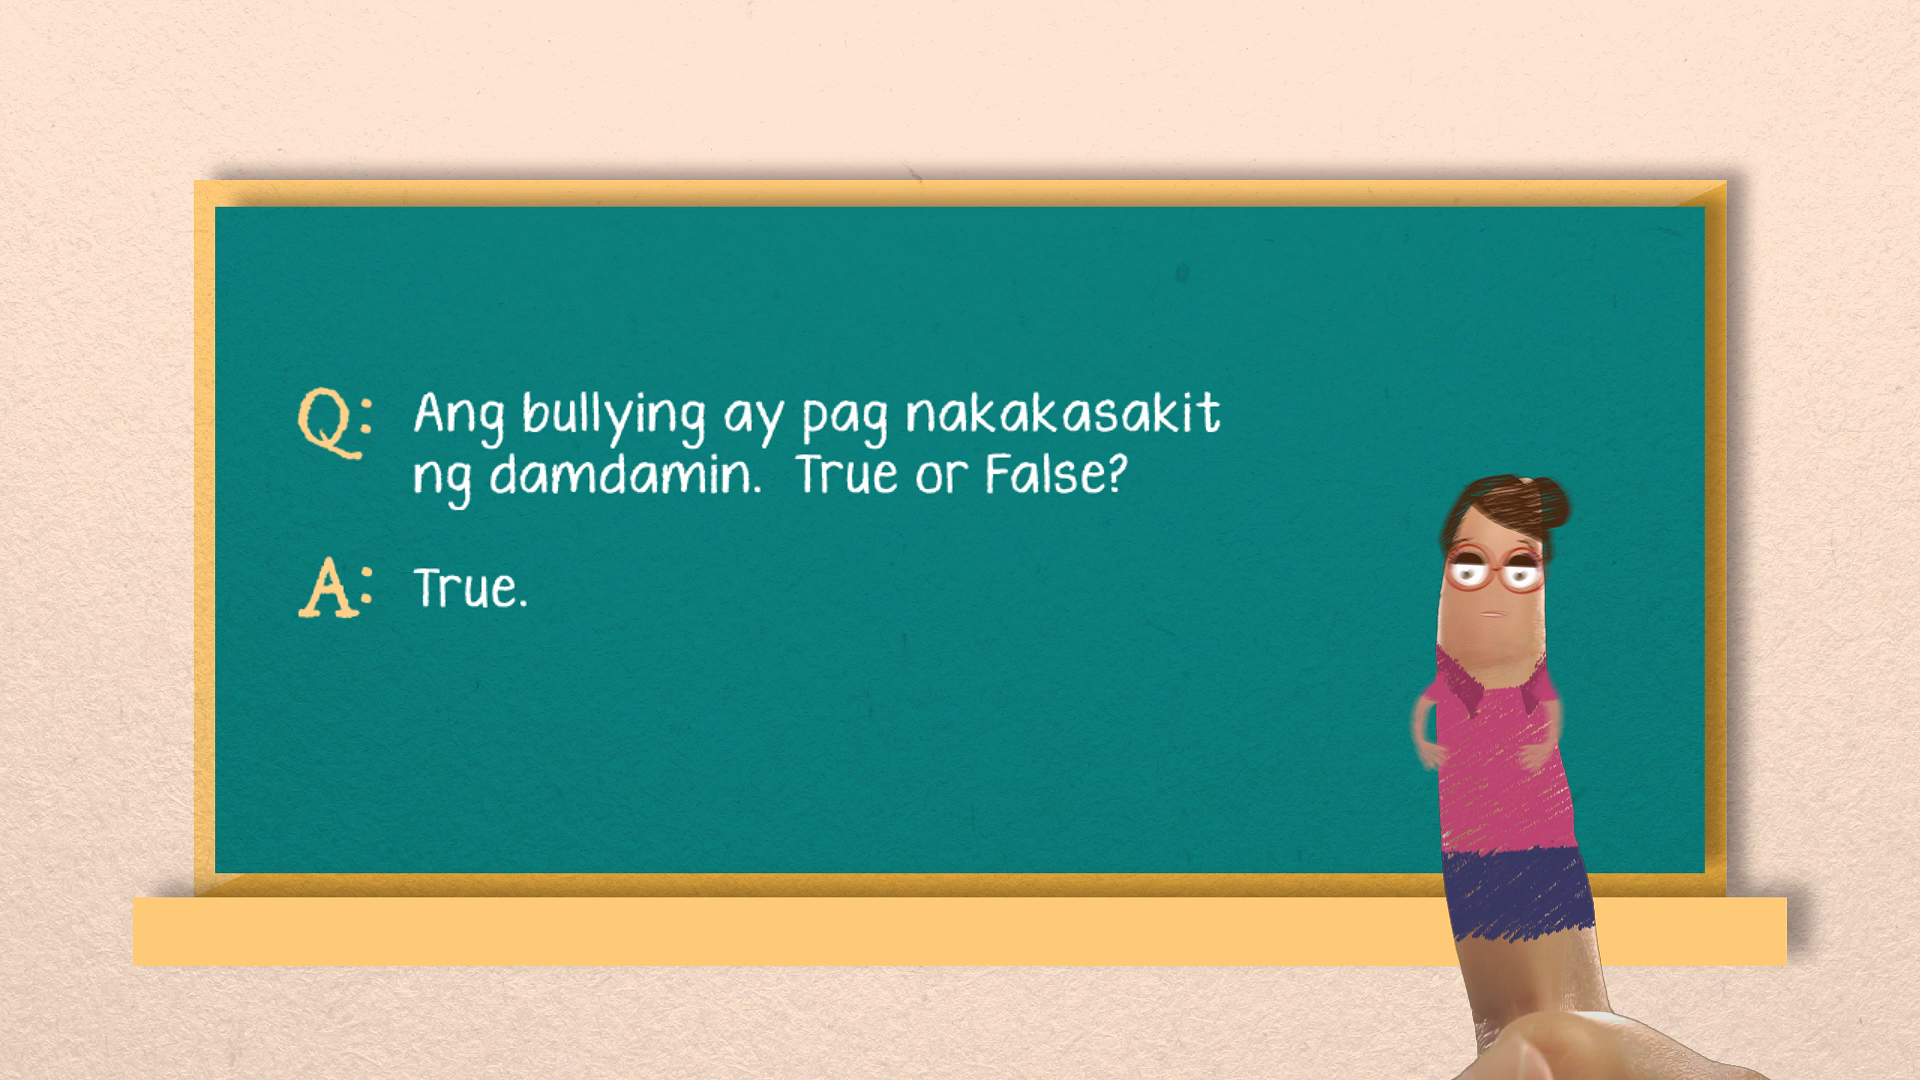 Q: Ang bullying ay pag nakakasakit
ng damdamin. True or False?
A: True.